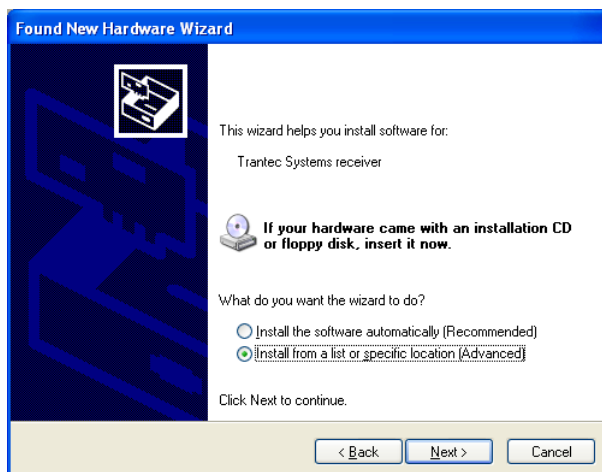 Found New Hardware Wizard
This wizard helps you install software for:
Trantec Systems receiver
If your hardware came with an installation CD
or floppy disk, insert it now.
What do you want the wizard to do?
Install the software automatically (Recommended)
Install from a list or specific location (Advanced)
Click Next to continue.
< Back Next > Cancel